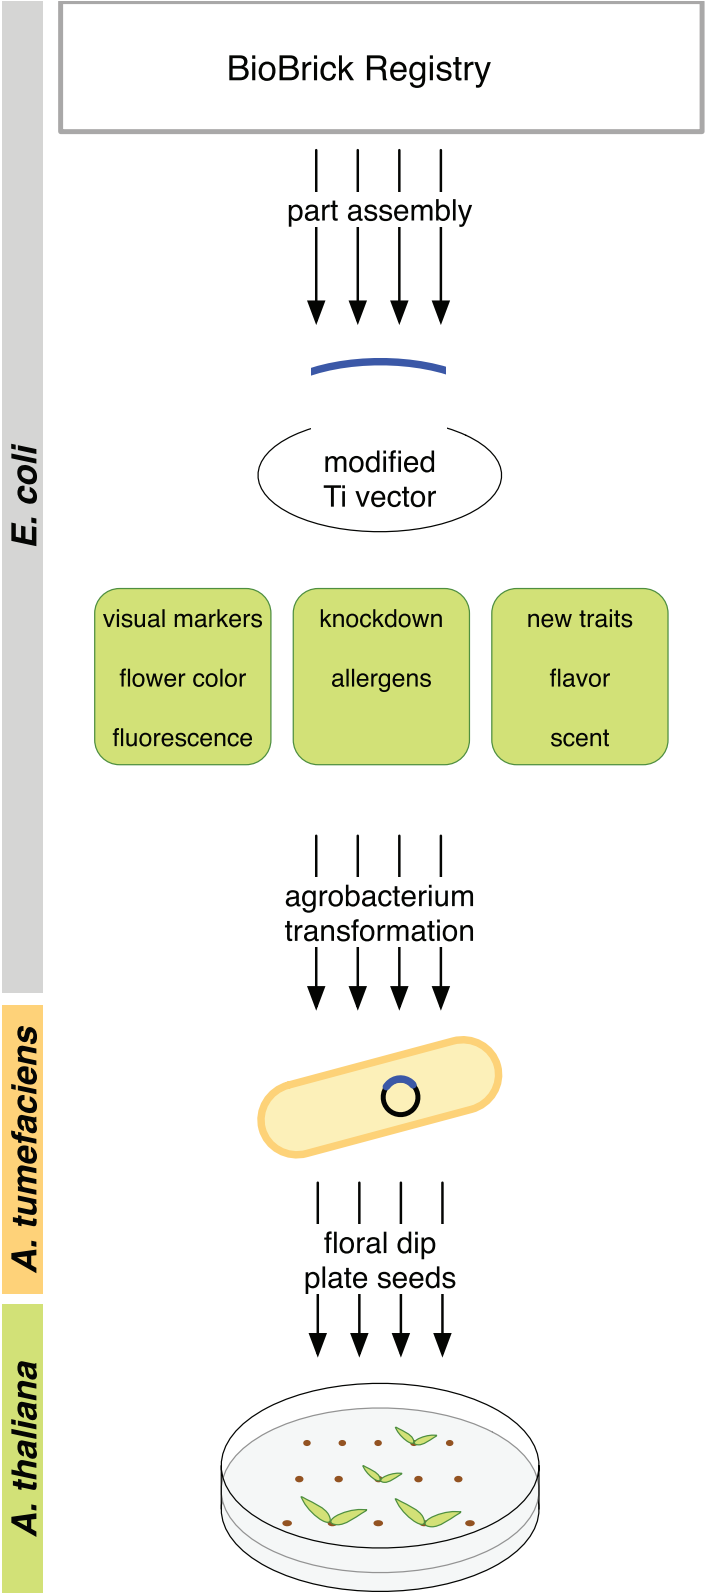 BioBrick Registry
part assembly
E. coli
modified
Ti vector
visual markers
flower color
fluorescence
knockdown
allergens
new traits
flavor
scent
agrobacterium
transformation
A. tumefaciens
floral dip
plate seeds
A. thaliana